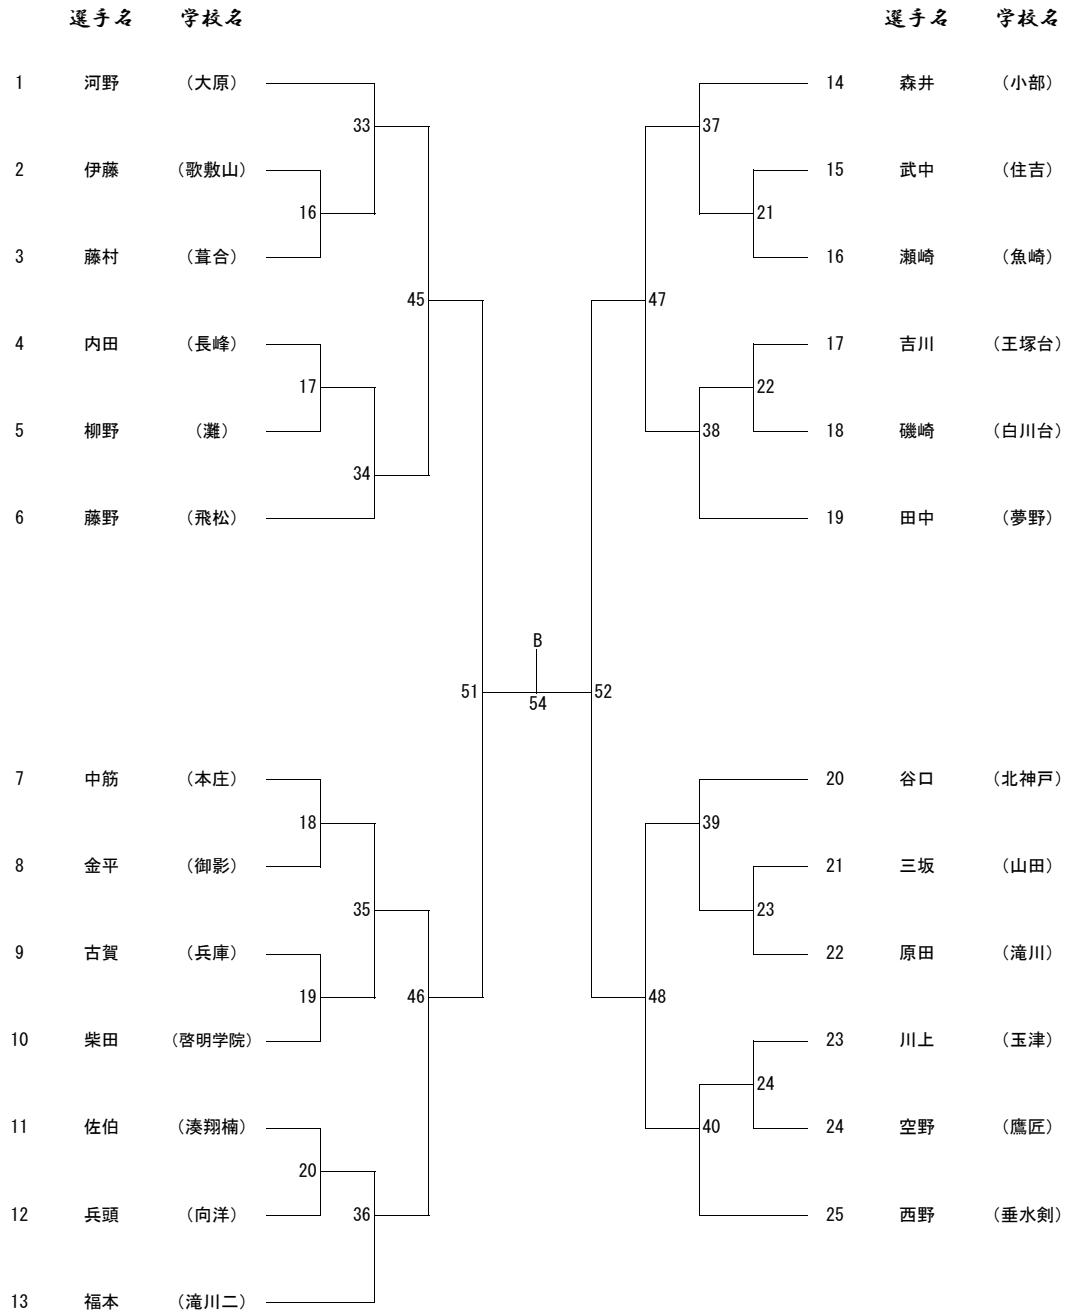 選手名 学校名 選手名 学校名
1 河野 （大原） 14 森井 （小部）
33 37
2 伊藤 （歌敷山） 15 武中 （住吉）
16 21
3 藤村 （葺合） 16 瀬崎 （魚崎）
45 47
4 内田 （長峰） 17 吉川 （王塚台）
17 22
5 柳野 （灘） 38 18 磯崎 （白川台）
34
6 藤野 （飛松） 19 田中 （夢野）
B
51 52
54
7 中筋 （本庄） 20 谷口 （北神戸）
18 39
8 金平 （御影） 21 三坂 （山田）
35 23
9 古賀 （兵庫） 22 原田 （滝川）
19 46 48
10 柴田 （啓明学院） 23 川上 （玉津）
24
11 佐伯 （湊翔楠） 40 24 空野 （鷹匠）
20
12 兵頭 （向洋） 36 25 西野 （垂水剣）
13 福本 （滝川二）